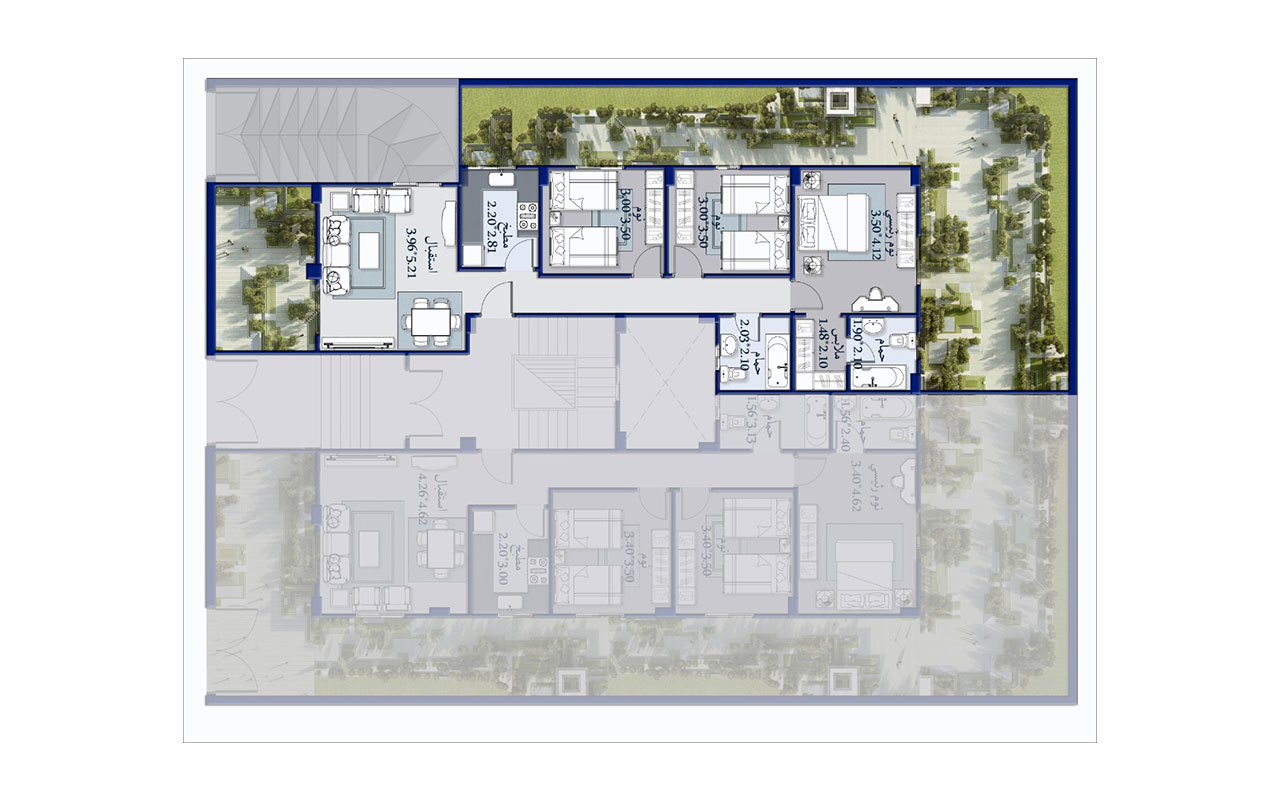 استقبال
3.96*5.21
مطبخ
2.20*2.81
نوم
3.00*3.50
نوم
3.00*3.50
نوم رئيسي
3.50*4.12
حمام
2.03*2.10
ملابس
1.48*2.10
حمام
1.90*2.10
حمام
1.56*3.13
حمام
1.56*2.40
استقبال
4.26*4.62
مطبخ
2.20*3.00
نوم
3.40*3.50
نوم
3.40*3.50
نوم رئيسي
3.40*4.62